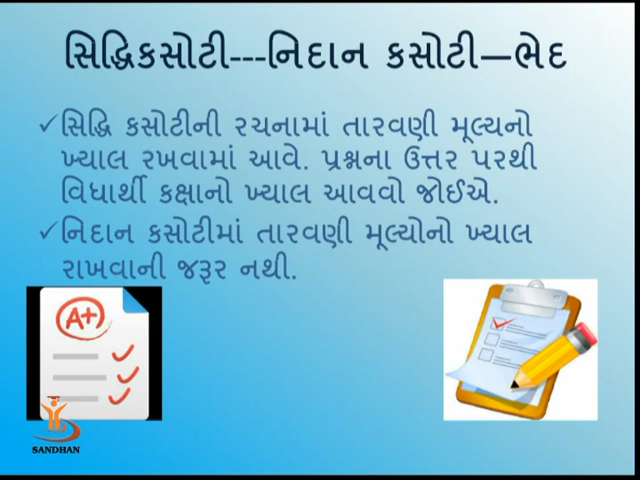 સિદ્ધિકસોટી---નિદાન કસોટી—ભેદ
✓સિદ્ધિ કસોટીની રચનામાં તારવણી મૂલ્યનો
ખ્યાલ રખવામાં આવે. પ્રશ્નના ઉત્તર પરથી
વિધાર્થી કક્ષાનો ખ્યાલ આવવો જોઈએ.
✓નિદાન કસોટીમાં તારવણી મૂલ્યોનો ખ્યાલ
રાખવાની જરૂર નથી.
A+
SANDHAN